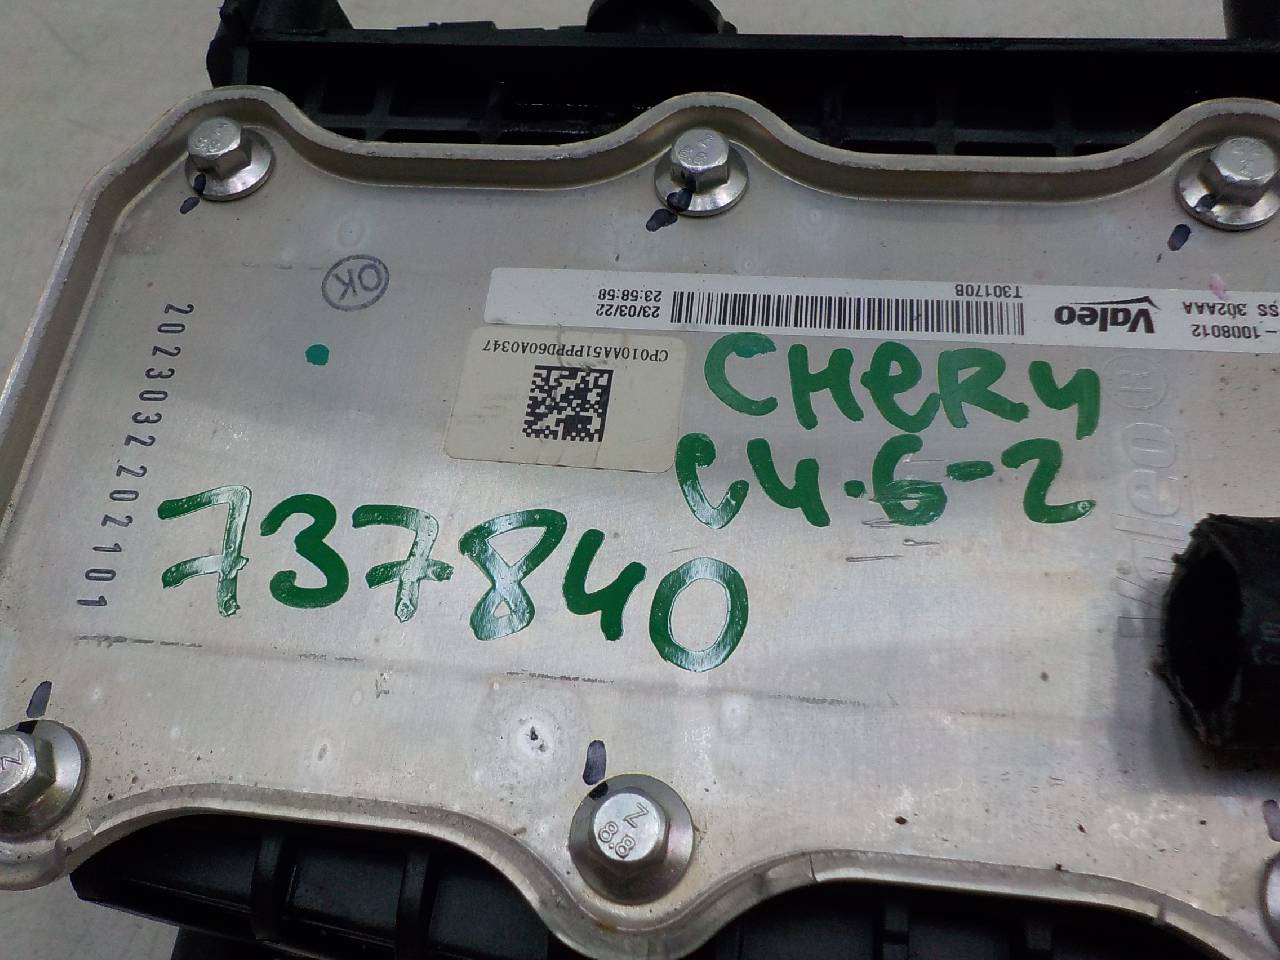 CHERY
C4.6-2
737840
Valeo
T301708
23/03/22
23:58:58
-1008012
SS 302AAA
CP010AA51PPPD60A0347
OK
20230322202101
8.8